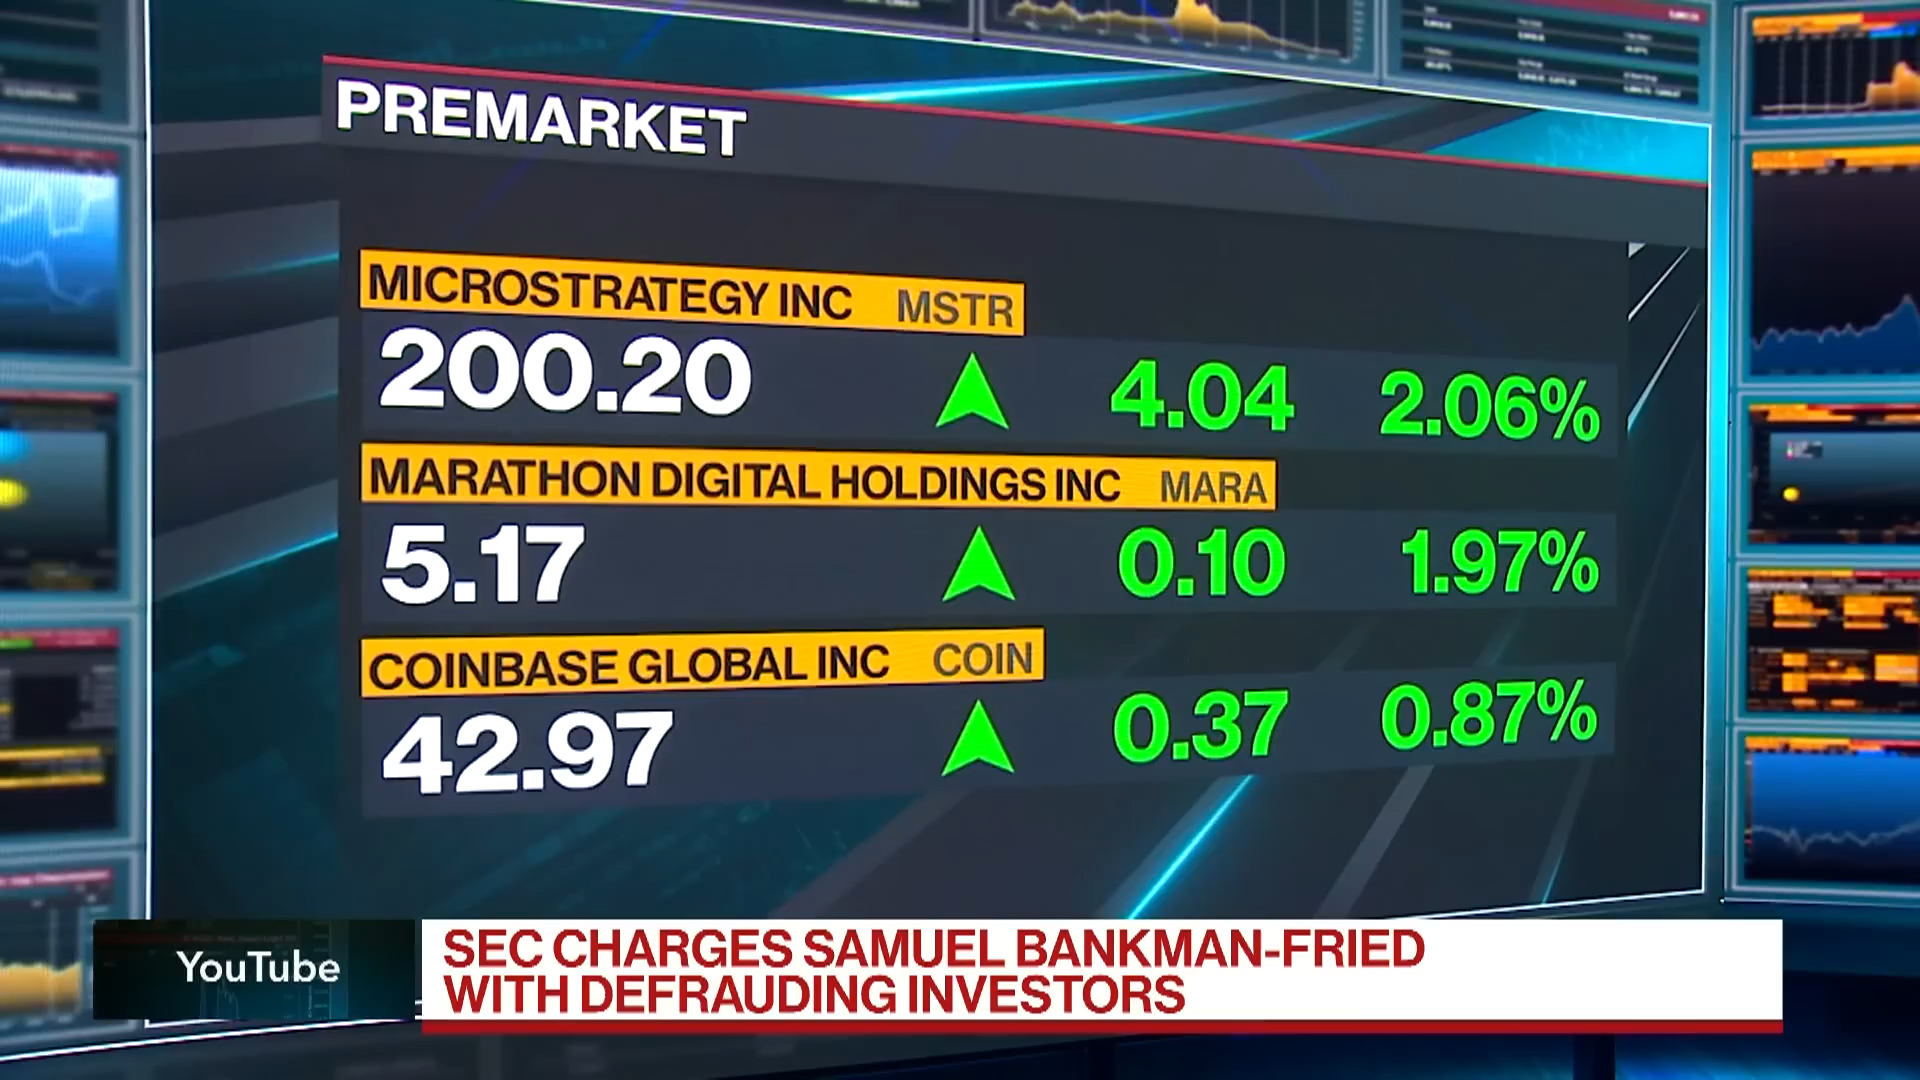 PREMARKET
MICROSTRATEGY INC MSTR
200.20 4.04 2.06%
MARATHON DIGITAL HOLDINGS INC MARA
5.17 0.10 1.97%
COINBASE GLOBAL INC COIN
42.97 0.37 0.87%
YouTube
SEC CHARGES SAMUEL BANKMAN-FRIED
WITH DEFRAUDING INVESTORS